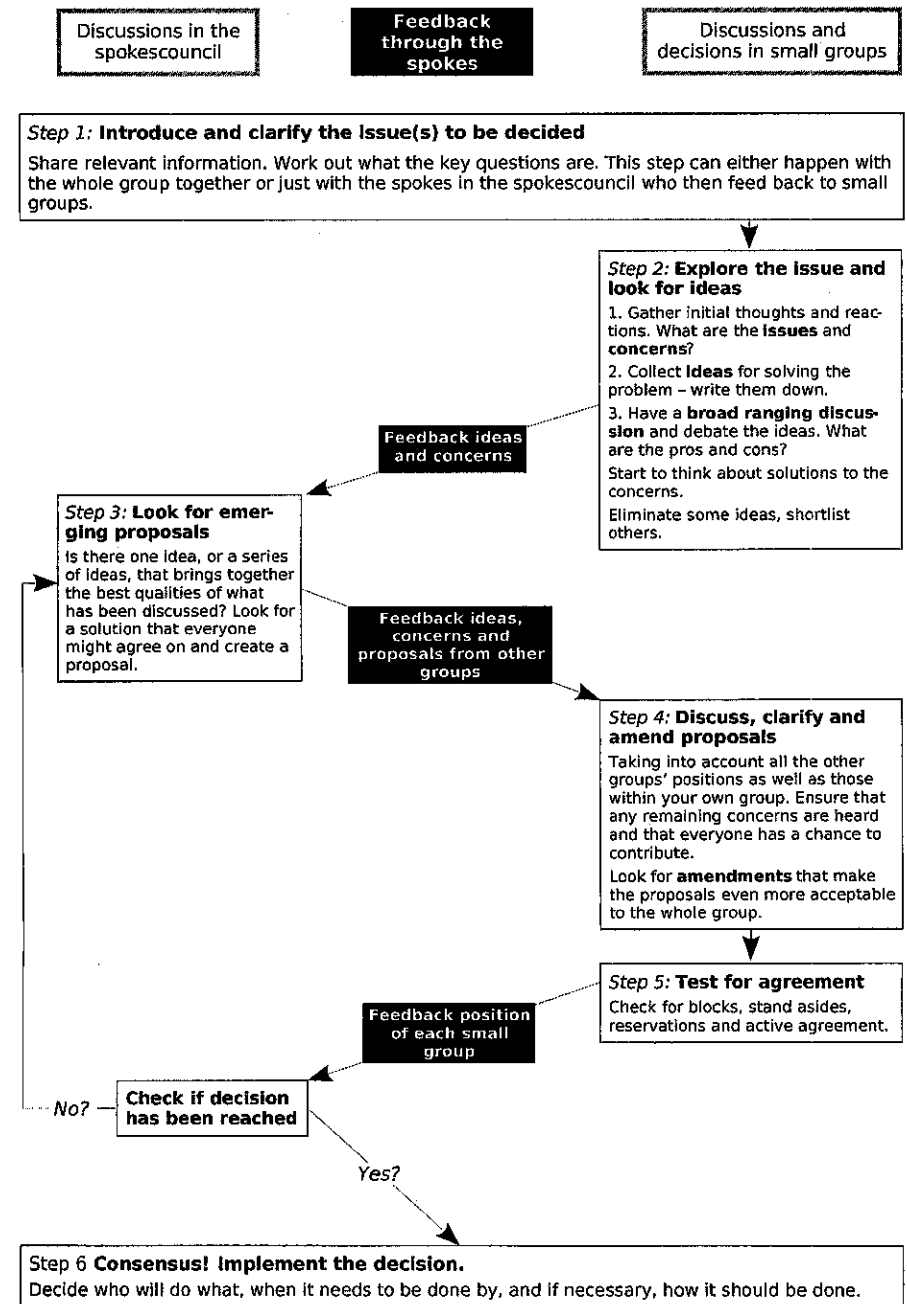 Discussions in the
spokescouncil
Feedback
through the
spokes
Discussions and
decisions in small groups
Step 1: Introduce and clarify the issue(s) to be decided
Share relevant information. Work out what the key questions are. This step can either happen with
the whole group together or just with the spokes in the spokescouncil who then feed back to small
groups.
Step 2: Explore the issue and
look for ideas
1. Gather initial thoughts and reac-
tions. What are the issues and
concerns?
2. Collect ideas for solving the
problem – write them down.
3. Have a broad ranging discus-
sion and debate the ideas. What
are the pros and cons?
Start to think about solutions to the
concerns.
Eliminate some ideas, shortlist
others.
Feedback ideas
and concerns
Step 3: Look for emer-
ging proposals
Is there one idea, or a series
of ideas, that brings together
the best qualities of what
has been discussed? Look for
a solution that everyone
might agree on and create a
proposal.
Feedback ideas,
concerns and
proposals from other
groups
Step 4: Discuss, clarify and
amend proposals
Taking into account all the other
groups' positions as well as those
within your own group. Ensure that
any remaining concerns are heard
and that everyone has a chance to
contribute.
Look for amendments that make
the proposals even more acceptable
to the whole group.
Step 5: Test for agreement
Check for blocks, stand asides,
reservations and active agreement.
Feedback position
of each small
group
Check if decision
has been reached
No?
Yes?
Step 6 Consensus! Implement the decision.
Decide who will do what, when it needs to be done by, and if necessary, how it should be done.